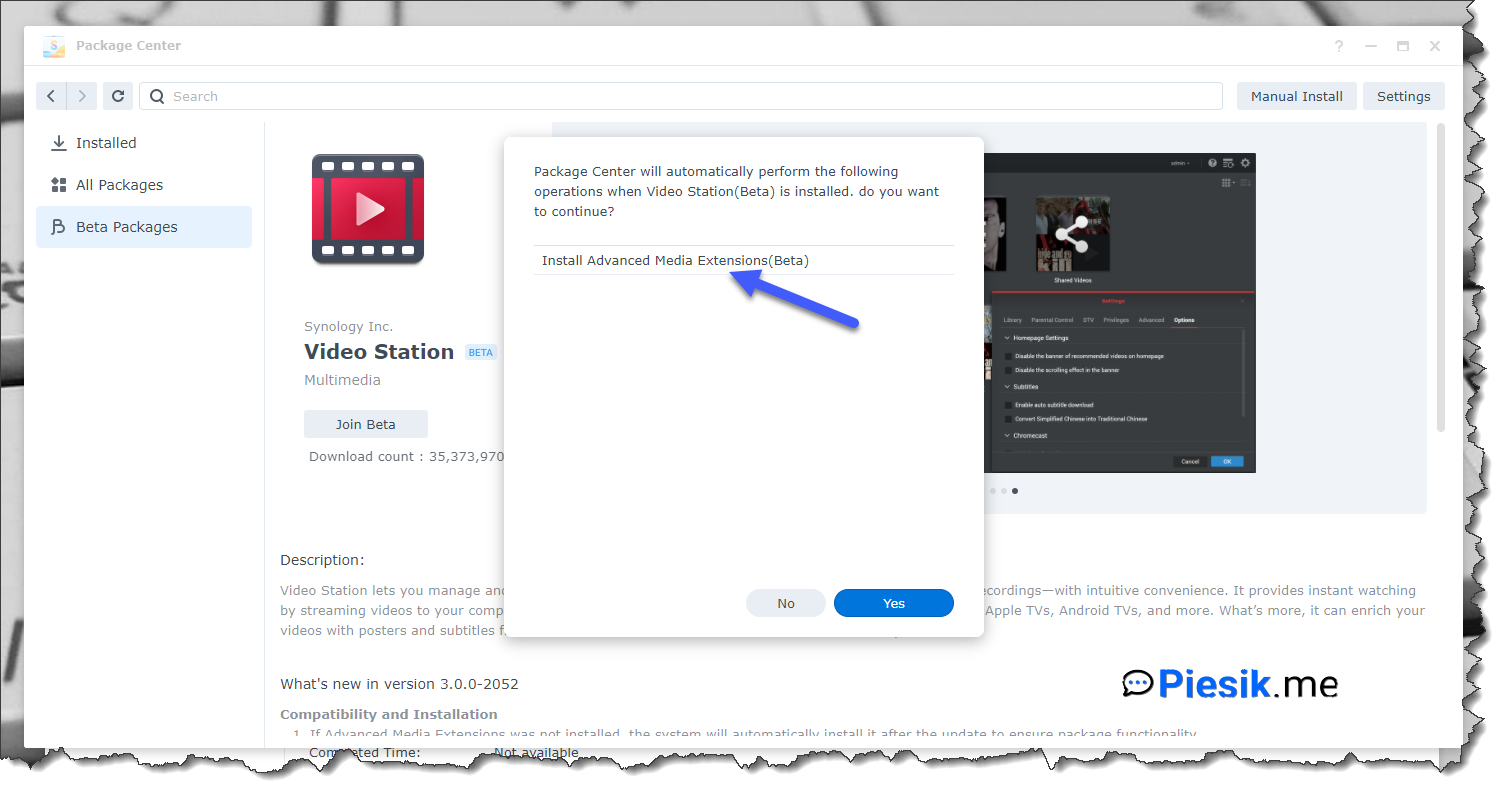 Package Center
Search
Manual Install
Settings
Installed
All Packages
Beta Packages
Synology Inc.
Video Station BETA
Multimedia
Join Beta
Download count : 35,373,970
Package Center will automatically perform the following
operations when Video Station(Beta) is installed. do you want
to continue?
Install Advanced Media Extensions(Beta)
No
Yes
admin
Shared Videos
Settings
Library Parental Control DTV Privileges Advanced Options
Homepage Settings
Disable the banner of recommended videos on homepage
Disable the scrolling effect in the banner
Subtitles
Enable auto subtitle download
Convert Simplified Chinese into Traditional Chinese
Chromecast
Cancel
OK
Description:
Video Station lets you manage and
cordings—with intuitive convenience. It provides instant watching
by streaming videos to your comp
Apple TVs, Android TVs, and more. What's more, it can enrich your
videos with posters and subtitles f
What's new in version 3.0.0-2052
Compatibility and Installation
1. If Advanced Media Extensions was not installed, the system will automatically install it after the update to ensure package functionality.
Completed Time: Not available
Piesik.me